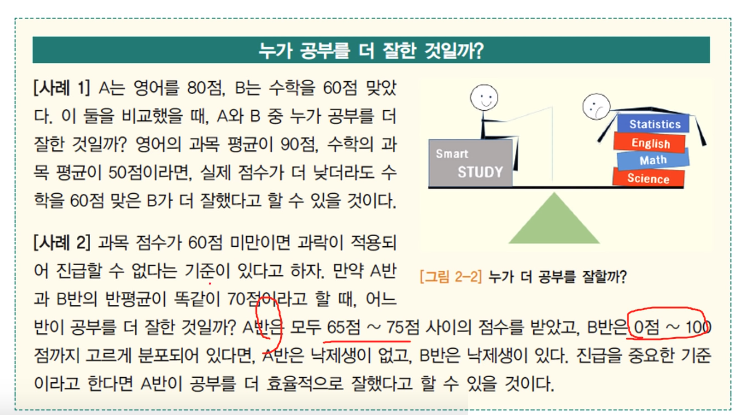 누가 공부를 더 잘한 것일까?
[사례 1] A는 영어를 80점, B는 수학을 60점 맞았
다. 이 둘을 비교했을 때, A와 B 중 누가 공부를 더
잘한 것일까? 영어의 과목 평균이 90점, 수학의 과
목 평균이 50점이라면, 실제 점수가 더 낮더라도 수
학을 60점 맞은 B가 더 잘했다고 할 수 있을 것이다.
Smart
STUDY
Statistics
English
Math
Science
[그림 2-2] 누가 더 공부를 잘할까?
[사례 2] 과목 점수가 60점 미만이면 과락이 적용되
어 진급할 수 없다는 기준이 있다고 하자. 만약 A반
과 B반의 반평균이 똑같이 70점이라고 할 때, 어느
반이 공부를 더 잘한 것일까? A반은 모두 65점 ~ 75점 사이의 점수를 받았고, B반은 0점 ~ 100
점까지 고르게 분포되어 있다면, A반은 낙제생이 없고, B반은 낙제생이 있다. 진급을 중요한 기준
이라고 한다면 A반이 공부를 더 효율적으로 잘했다고 할 수 있을 것이다.